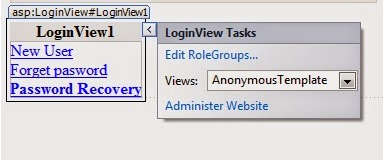 asp:LoginView#LoginView1
LoginView1
New User
Forget pasword
Password Recovery
LoginView Tasks
Edit RoleGroups...
Views: AnonymousTemplate
Administer Website